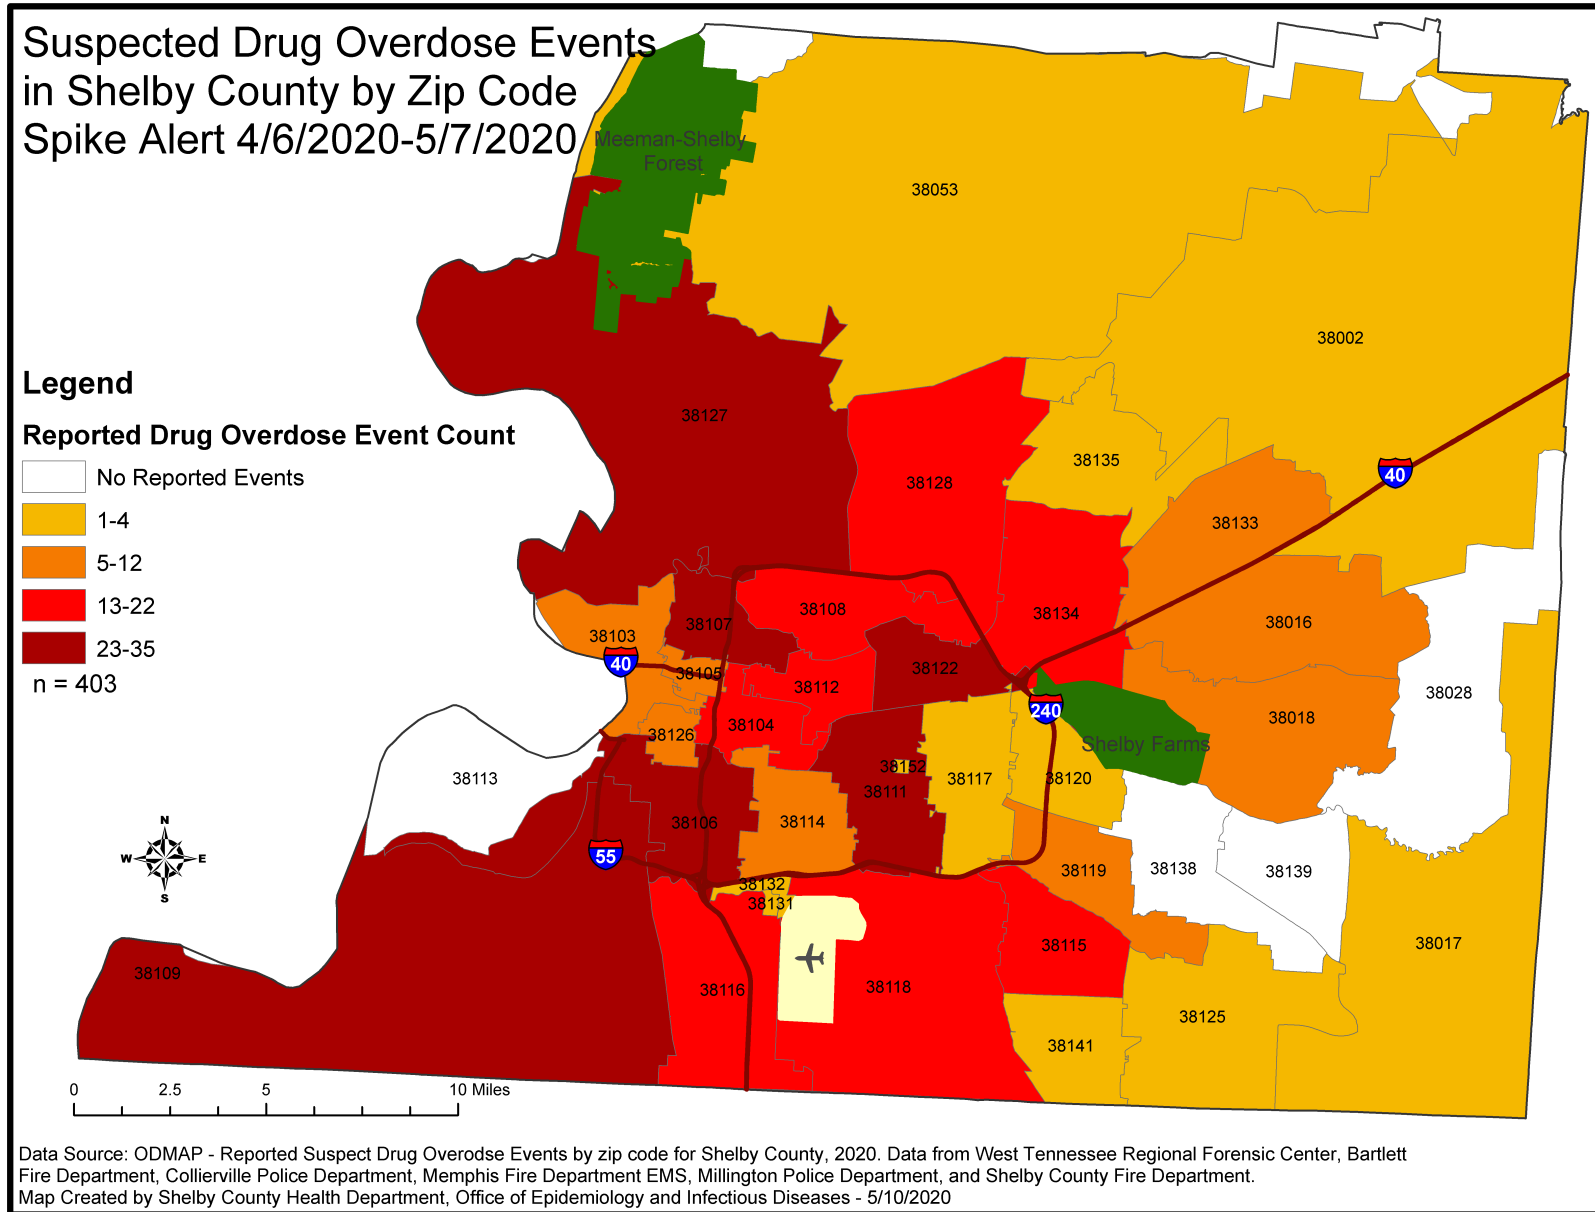 Suspected Drug Overdose Events
in Shelby County by Zip Code
Spike Alert 4/6/2020-5/7/2020
Meeman-Shelby
Forest
38053
38002
Legend
Reported Drug Overdose Event Count
No Reported Events
1-4
5-12
13-22
23-35
n = 403
38127
38128
38135
40
38133
38108
38107
38103
38134
38016
40
38105
38122
38112
38028
240
38104
38126
38018
Shelby Farms
38113
38152
38117
38120
38111
38106
38114
55
38119
38138
38139
38132
38131
38115
38017
38109
38116
38118
38125
38141
N
W
E
S
0
2.5
5
10 Miles
Data Source: ODMAP - Reported Suspect Drug Overodse Events by zip code for Shelby County, 2020. Data from West Tennessee Regional Forensic Center, Bartlett
Fire Department, Collierville Police Department, Memphis Fire Department EMS, Millington Police Department, and Shelby County Fire Department.
Map Created by Shelby County Health Department, Office of Epidemiology and Infectious Diseases - 5/10/2020